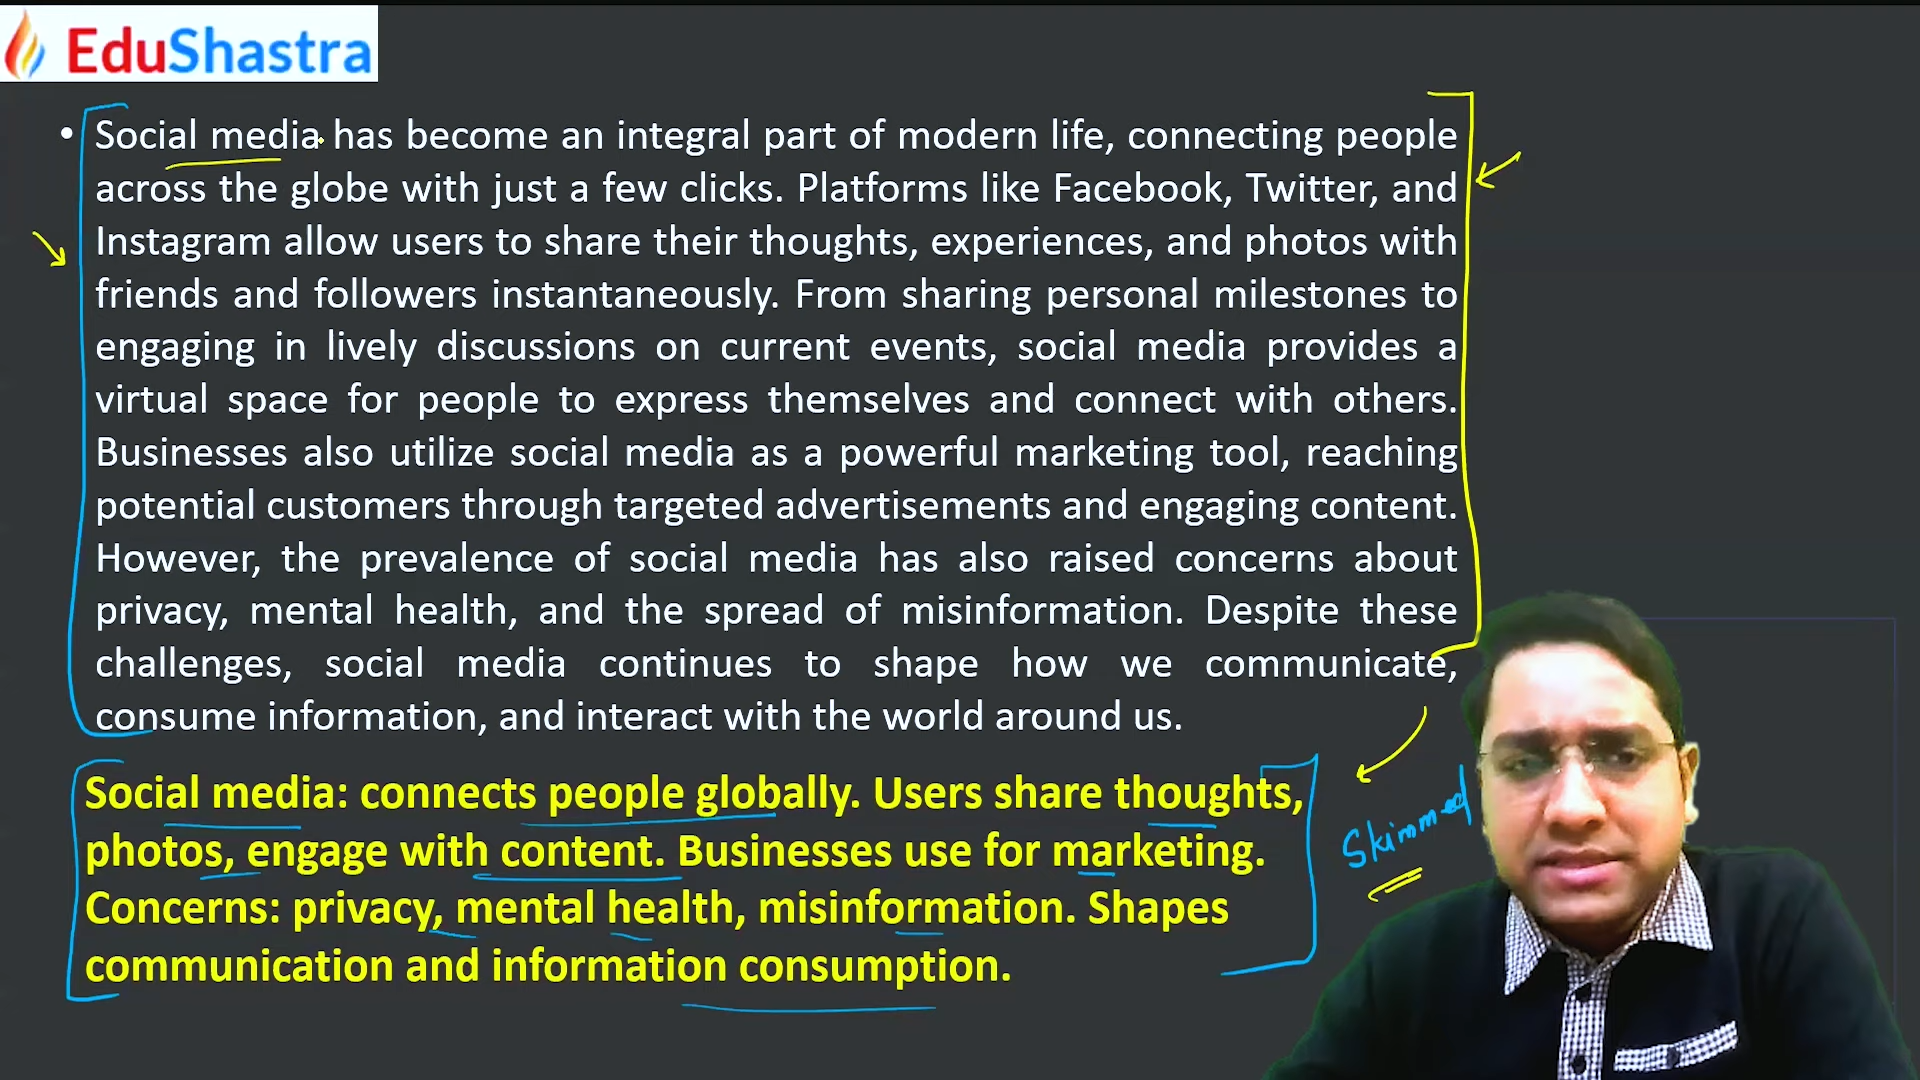 EduShastra
• Social media has become an integral part of modern life, connecting people
across the globe with just a few clicks. Platforms like Facebook, Twitter, and
Instagram allow users to share their thoughts, experiences, and photos with
friends and followers instantaneously. From sharing personal milestones to
engaging in lively discussions on current events, social media provides a
virtual space for people to express themselves and connect with others.
Businesses also utilize social media as a powerful marketing tool, reaching
potential customers through targeted advertisements and engaging content.
However, the prevalence of social media has also raised concerns about
privacy, mental health, and the spread of misinformation. Despite these
challenges, social media continues to shape how we communicate,
consume information, and interact with the world around us.
Social media: connects people globally. Users share thoughts,
photos, engage with content. Businesses use for marketing.
Concerns: privacy, mental health, misinformation. Shapes
communication and information consumption.
Skimmed